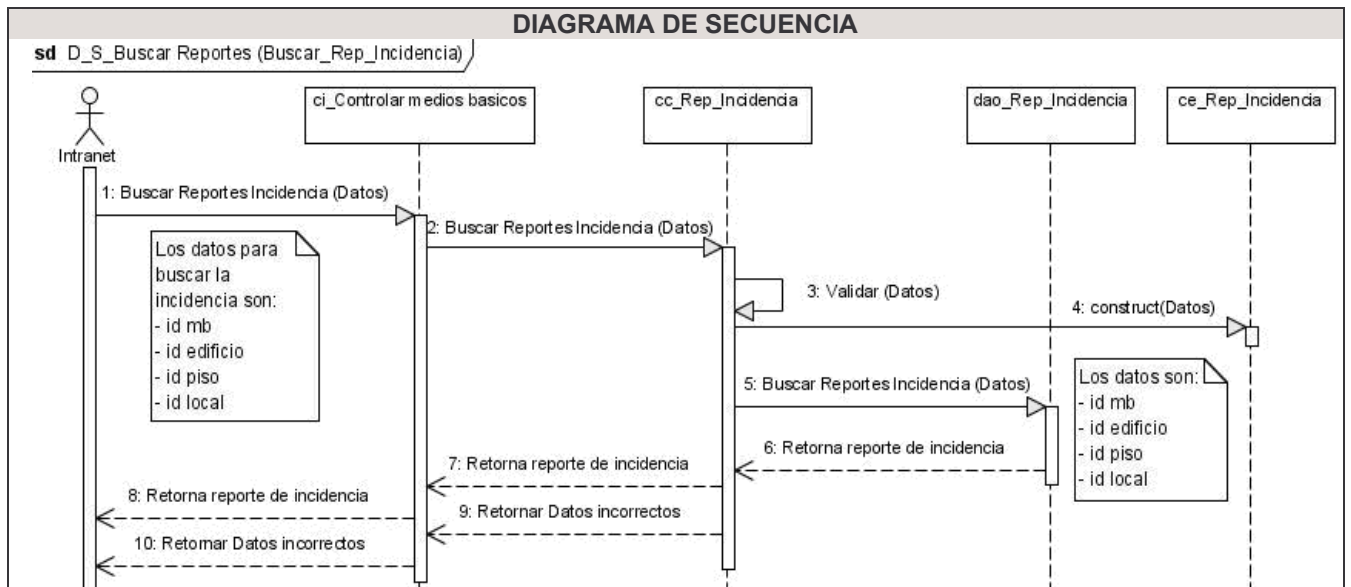 DIAGRAMA DE SECUENCIA
sd D_S_Buscar Reportes (Buscar_Rep_Incidencia)
Intranet
ci_Controlar medios basicos
cc_Rep_Incidencia
dao_Rep_Incidencia
ce_Rep_Incidencia
1: Buscar Reportes Incidencia (Datos)
2: Buscar Reportes Incidencia (Datos)
Los datos para
buscar la
incidencia son:
- id mb
- id edificio
- id piso
- id local
3: Validar (Datos)
4: construct(Datos)
5: Buscar Reportes Incidencia (Datos)
Los datos son:
- id mb
- id edificio
- id piso
- id local
6: Retorna reporte de incidencia
7: Retorna reporte de incidencia
8: Retorna reporte de incidencia
9: Retornar Datos incorrectos
10: Retornar Datos incorrectos